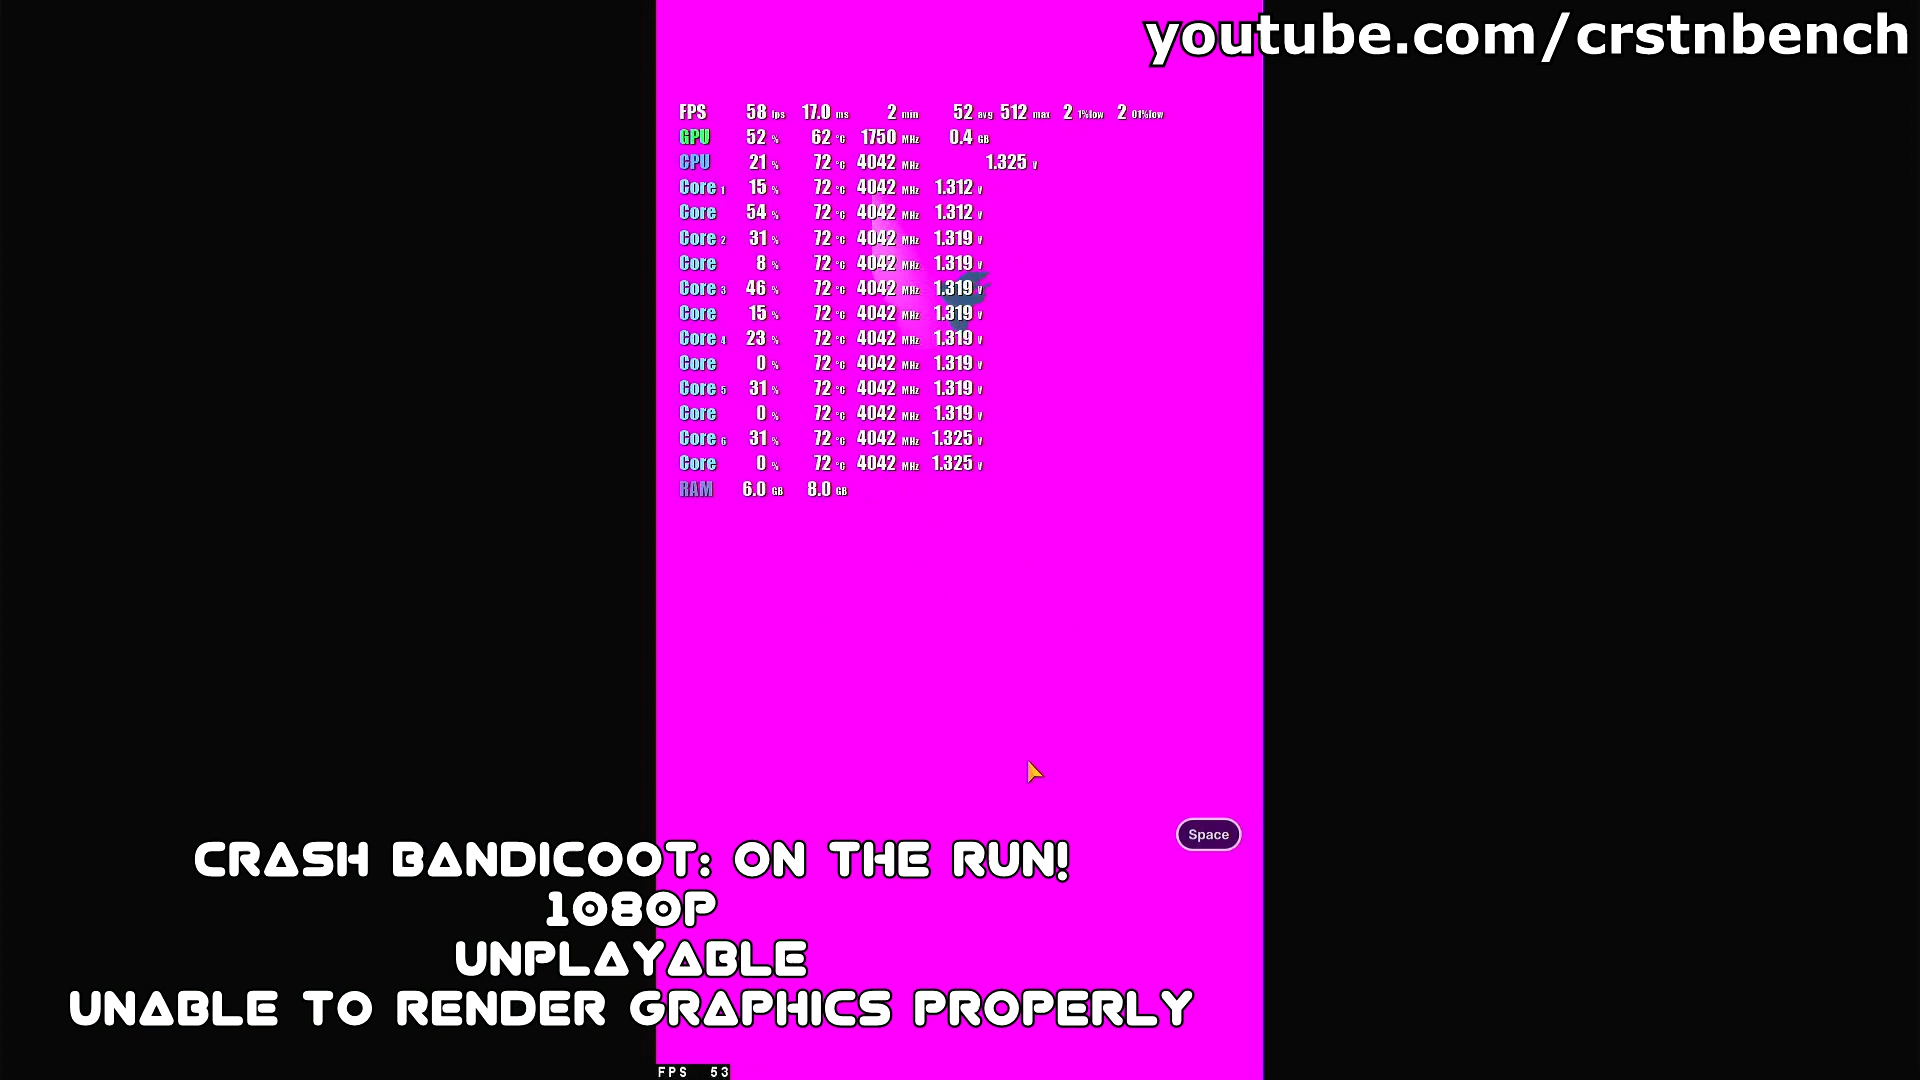 youtube.com/crstnbench
FPS 58 fps 17.0 ms 2 min 52 avg 512 max 2 1%low 2 01%low
GPU 52 % 62 °C 1750 MHz 0.4 GB
CPU 21 % 72 °C 4042 MHz 1.325 V
Core 1 15 % 72 °C 4042 MHz 1.312 V
Core 54 % 72 °C 4042 MHz 1.312 V
Core 2 31 % 72 °C 4042 MHz 1.319 V
Core 8 % 72 °C 4042 MHz 1.319 V
Core 3 46 % 72 °C 4042 MHz 1.319 V
Core 15 % 72 °C 4042 MHz 1.319 V
Core 4 23 % 72 °C 4042 MHz 1.319 V
Core 0 % 72 °C 4042 MHz 1.319 V
Core 5 31 % 72 °C 4042 MHz 1.319 V
Core 0 % 72 °C 4042 MHz 1.319 V
Core 6 31 % 72 °C 4042 MHz 1.325 V
Core 0 % 72 °C 4042 MHz 1.325 V
RAM 6.0 GB 8.0 GB
Space
CRASH BANDICOOT: ON THE RUN!
1080P
UNPLAYABLE
UNABLE TO RENDER GRAPHICS PROPERLY
FPS 53